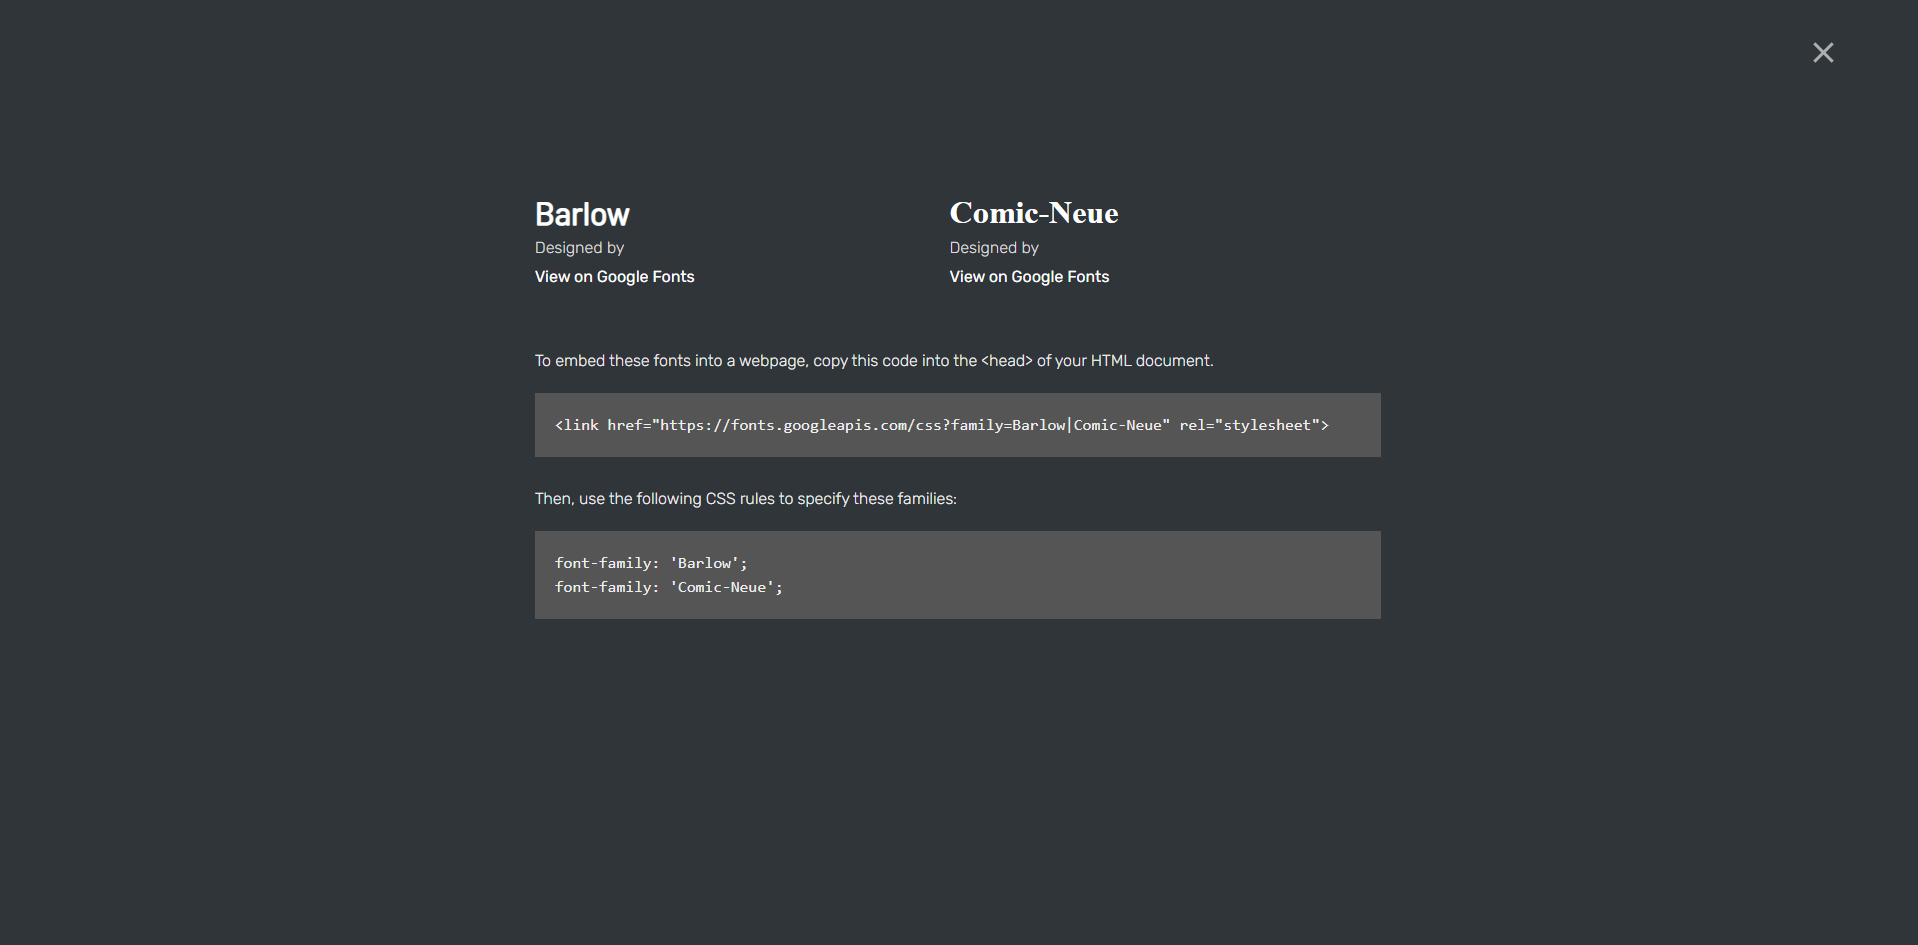 Barlow
Designed by
View on Google Fonts
Comic-Neue
Designed by
View on Google Fonts
To embed these fonts into a webpage, copy this code into the <head> of your HTML document.
<link href="https://fonts.googleapis.com/css?family=Barlow|Comic-Neue" rel="stylesheet">
Then, use the following CSS rules to specify these families:
font-family: 'Barlow';
font-family: 'Comic-Neue';